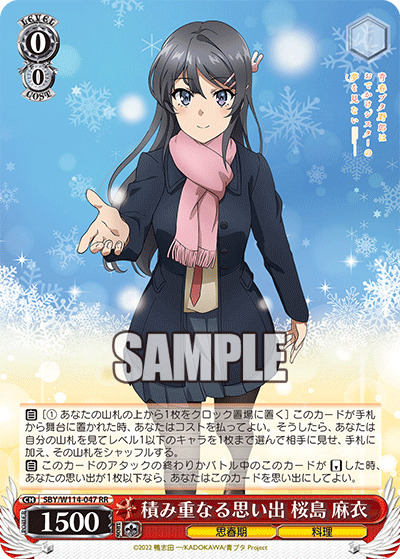 LEVEL
0
0
COST
青春ブタ野郎は
おでかけシスターの
夢を見ない
SAMPLE
自 [① あなたの山札の上から1枚をクロック置場に置く] このカードが手札
から舞台に置かれた時、あなたはコストを払ってよい。そうしたら、あなたは
自分の山札を見てレベル1以下のキャラを1枚まで選んで相手に見せ、手札に
加え、その山札をシャッフルする。
自 このカードのアタックの終わりかバトル中のこのカードが した時、
あなたの思い出が1枚以下なら、あなたはこのカードを思い出にしてよい。
CH SBY/W114-047 RR
積み重なる思い出 桜島 麻衣
1500
思春期
料理
©2022 鴨志田 一/KADOKAWA/青ブタ Project